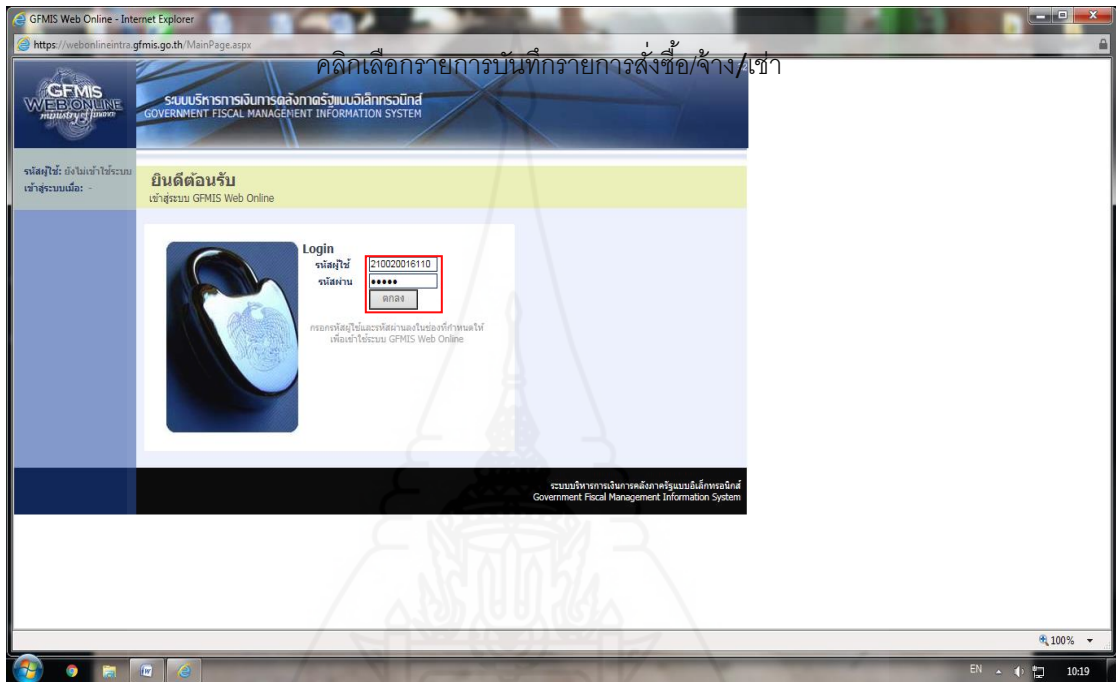 GFMIS Web Online - Internet Explorer
https://webonlineintra.gfmis.go.th/MainPage.aspx
คลิกเลือกรายการบันทึกรายการสั่งซื้อ/จ้าง/เช่า
GFMIS
WEB ONLINE
ministry of finance
ระบบบริหารการเงินการคลังภาครัฐแบบอิเล็กทรอนิกส์
GOVERNMENT FISCAL MANAGEMENT INFORMATION SYSTEM
รหัสผู้ใช้: ยังไม่เข้าใช้ระบบ
เข้าสู่ระบบเมื่อ: -
ยินดีต้อนรับ
เข้าสู่ระบบ GFMIS Web Online
Login
รหัสผู้ใช้ 210020016110
รหัสผ่าน •••••
ตกลง
กรอกรหัสผู้ใช้และรหัสผ่านลงในช่องที่กำหนดให้
เพื่อเข้าใช้ระบบ GFMIS Web Online
ระบบบริหารการเงินการคลังภาครัฐแบบอิเล็กทรอนิกส์
Government Fiscal Management Information System
100%
EN 10:19